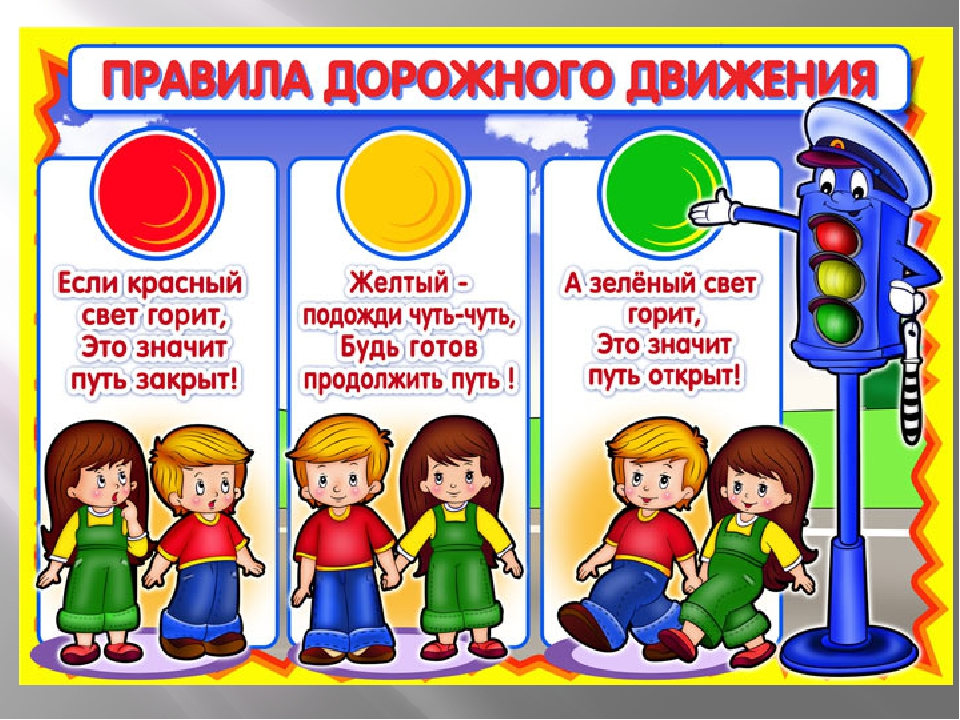 ПРАВИЛА ДОРОЖНОГО ДВИЖЕНИЯ
Если красный
свет горит,
Это значит
путь закрыт!
Желтый -
подожди чуть-чуть,
Будь готов
продолжить путь !
А зелёный свет
горит,
Это значит
путь открыт!